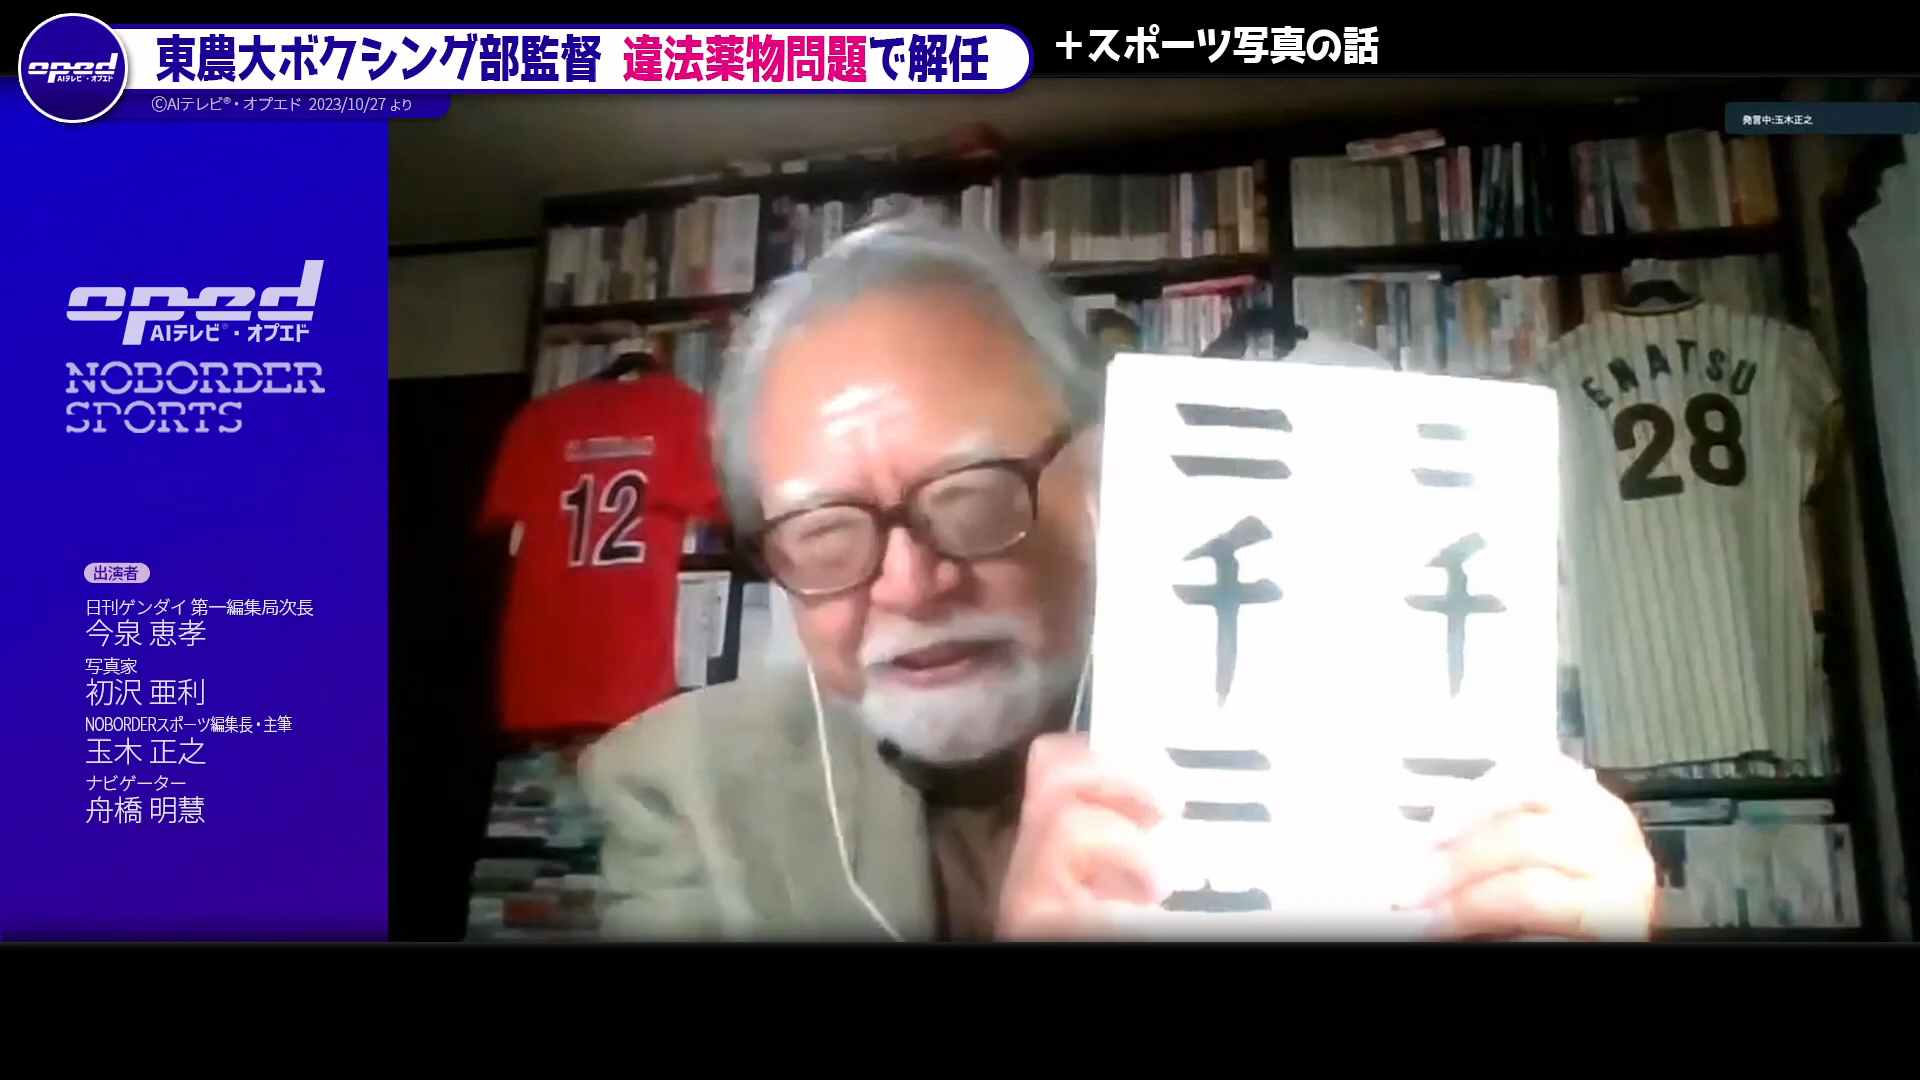 oped
AIテレビ・オプエド
東農大ボクシング部監督 違法薬物問題で解任
＋スポーツ写真の話
©AIテレビ®・オプエド 2023/10/27 より
発言中:玉木正之
oped
AIテレビ®・オプエド
NOBORDER
SPORTS
出演者
日刊ゲンダイ 第一編集局次長
今泉 恵孝
写真家
初沢 亜利
NOBORDERスポーツ編集長・主筆
玉木 正之
ナビゲーター
舟橋 明慧
12
ENATSU
28
二千二
二千二